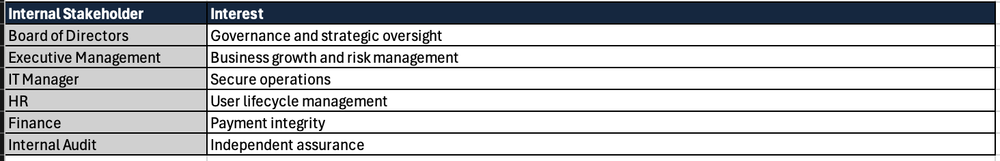 Internal Stakeholder Interest
Board of Directors Governance and strategic oversight
Executive Management Business growth and risk management
IT Manager Secure operations
HR User lifecycle management
Finance Payment integrity
Internal Audit Independent assurance